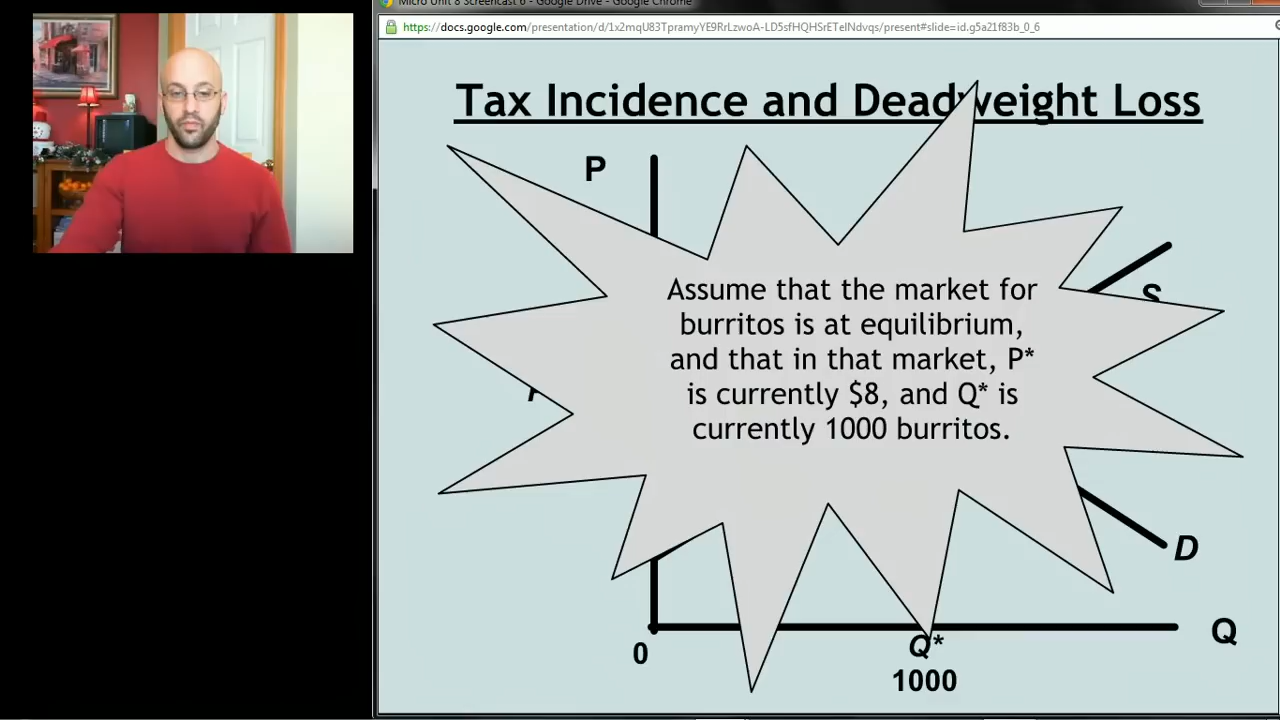 Micro Unit 8 Screencast 6 - Google Drive - Google Chrome
https://docs.google.com/presentation/d/1x2mqU83TpramyYE9RrLzwoA-LD5sfHQHSrETelNdvqs/present#slide=id.g5a21f83b_0_6
Tax Incidence and Deadweight Loss
P
S
Assume that the market for
burritos is at equilibrium,
and that in that market, P*
is currently $8, and Q* is
currently 1000 burritos.
D
Q
0
Q*
1000